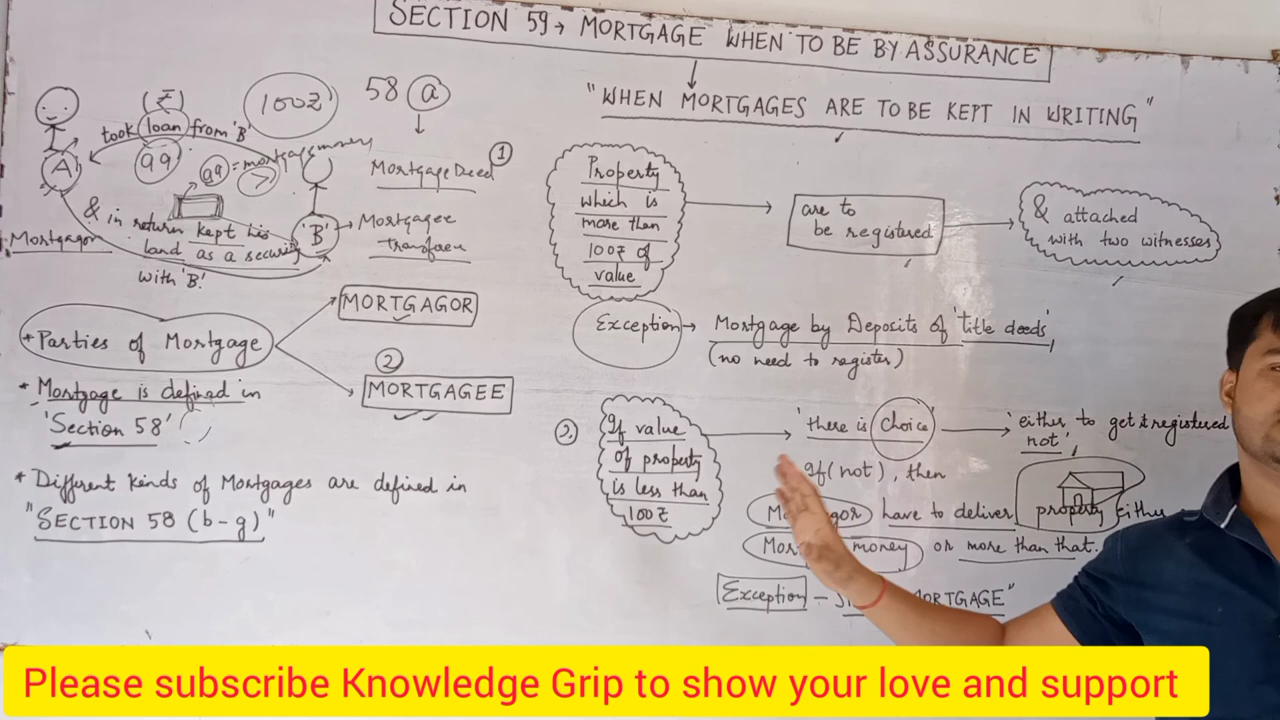 SECTION 59→ MORTGAGE WHEN TO BE BY ASSURANCE
"WHEN MORTGAGES ARE TO BE KEPT IN WRITING"
(₹)
100₹
58 (a)
took loan from 'B'
A
99
99 = mortgage money
>
Mortgage Deed
& in return kept his
land as a security
with 'B'.
Mortgagor
'B'
Mortgagee
* Parties of Mortgage
MORTGAGOR
②
MORTGAGEE
* Mortgage is defined in
'Section 58'
* Different kinds of Mortgages are defined in
"SECTION 58 (b-g)"
①
Property
which is
more than
100₹ of
value
are to
be registered
& attached
with two witnesses
Exception → Mortgage by Deposits of 'title deeds'
(no need to register)
②.
If value
of property
is less than
100₹
'there is choice'
'either to get it registered
not'
If (not), then
have to deliver property either
money or more than that.
Exception – MORTGAGE"
Please subscribe Knowledge Grip to show your love and support